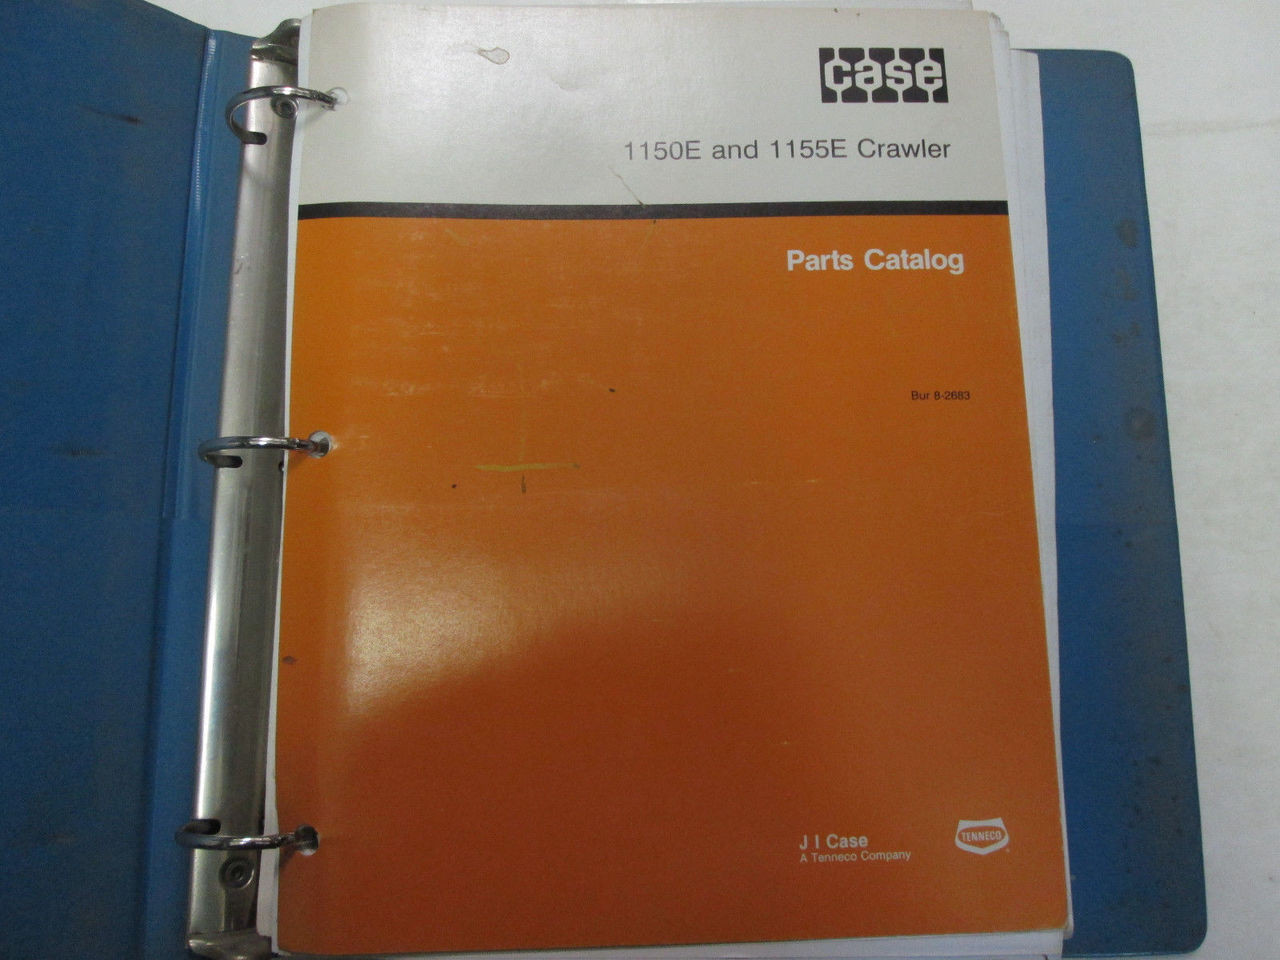 case
1150E and 1155E Crawler
Parts Catalog
Bur 8-2683
J I Case
A Tenneco Company
TENNECO